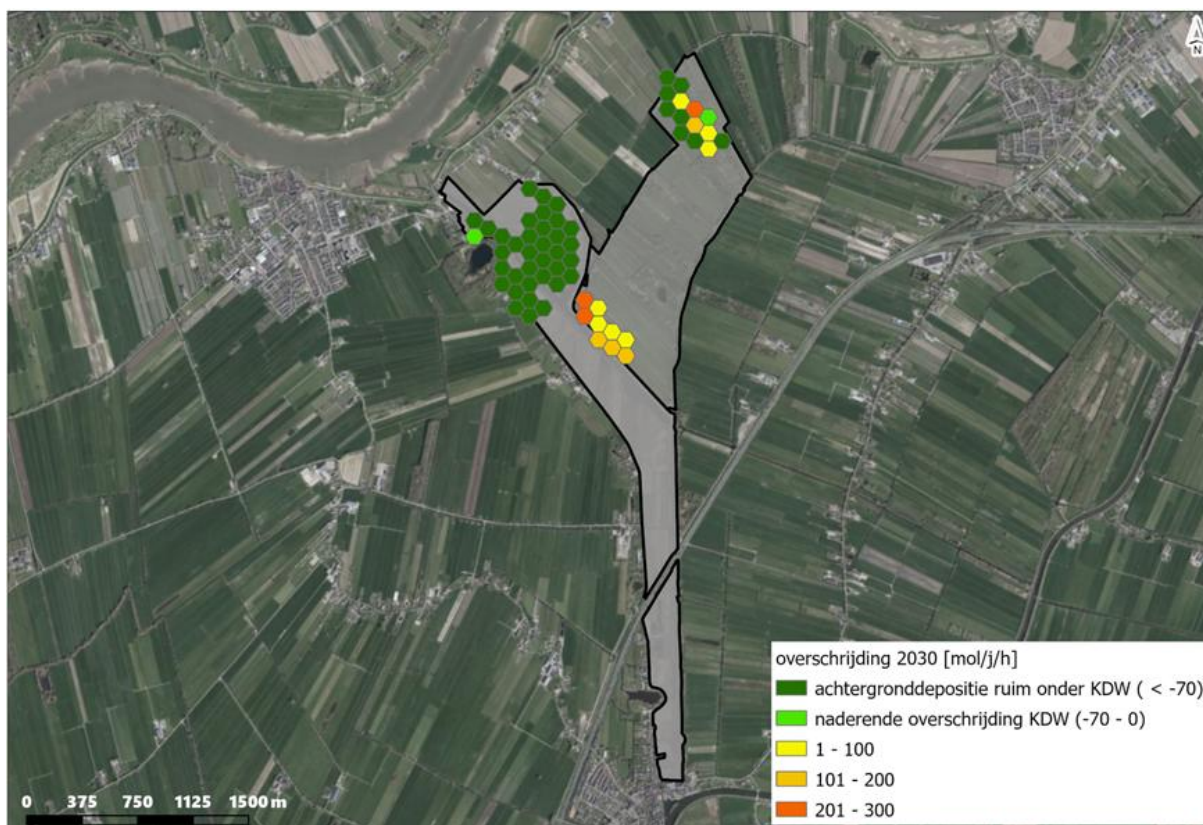 N
overschrijding 2030 [mol/j/h]
achtergronddepositie ruim onder KDW ( < -70)
naderende overschrijding KDW (-70 - 0)
1 - 100
101 - 200
201 - 300
0 375 750 1125 1500 m